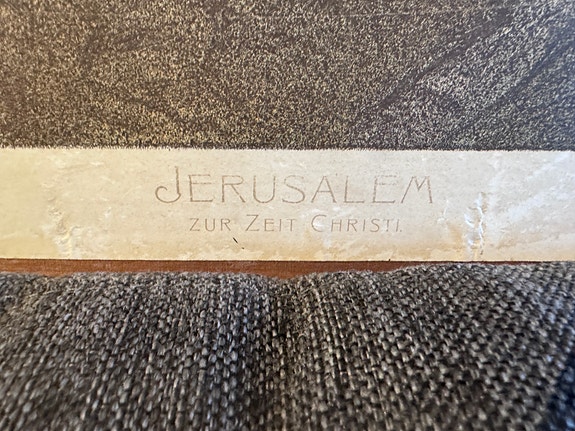 JERUSALEM
ZUR ZEIT CHRISTI.